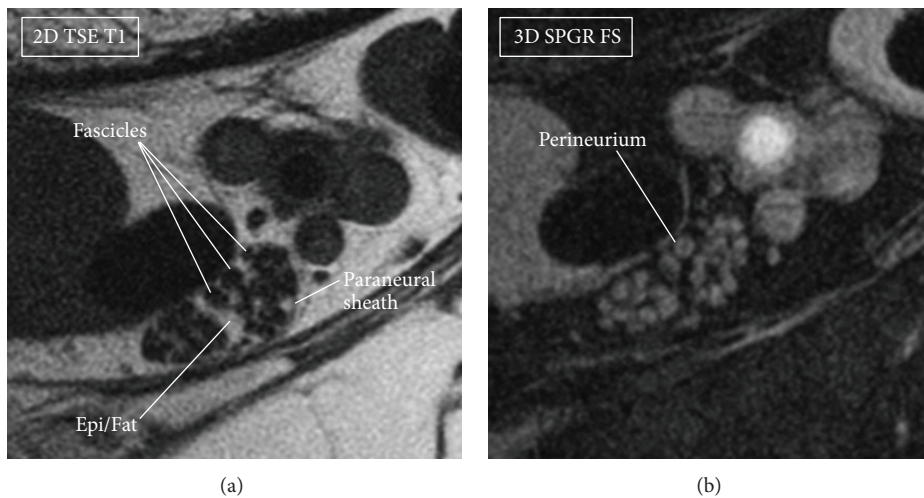 2D TSE T1
Fascicles
Paraneural
sheath
Epi/Fat
(a)
3D SPGR FS
Perineurium
(b)